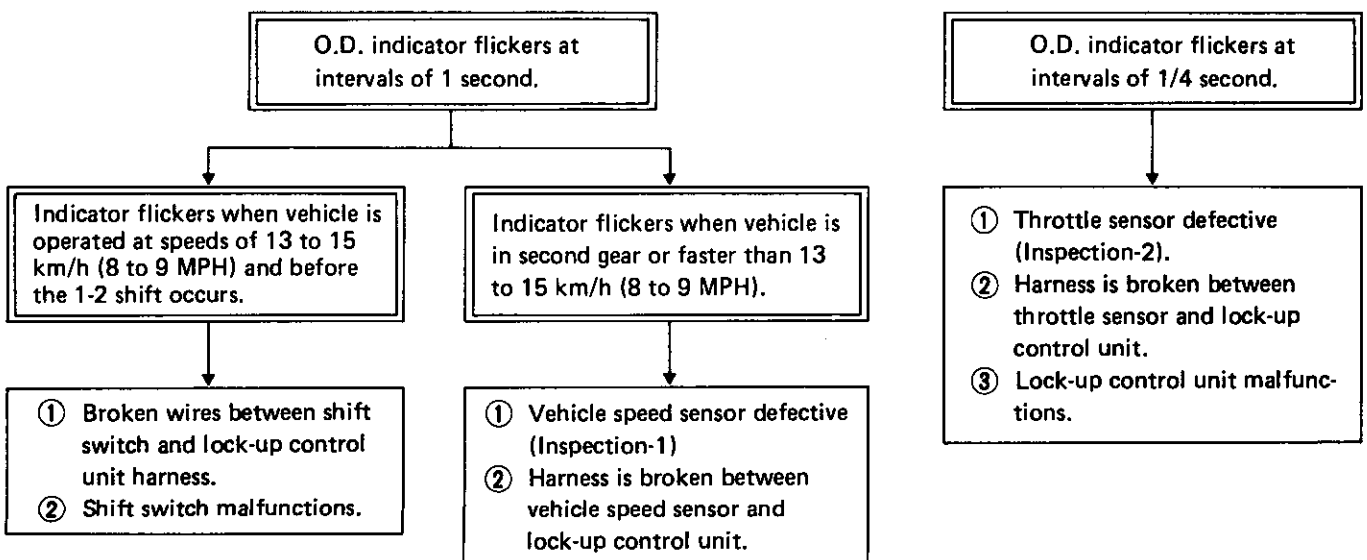 O.D. indicator flickers at
intervals of 1 second.
O.D. indicator flickers at
intervals of 1/4 second.
Indicator flickers when vehicle is
operated at speeds of 13 to 15
km/h (8 to 9 MPH) and before
the 1-2 shift occurs.
Indicator flickers when vehicle is
in second gear or faster than 13
to 15 km/h (8 to 9 MPH).
① Throttle sensor defective
(Inspection-2).
② Harness is broken between
throttle sensor and lock-up
control unit.
③ Lock-up control unit malfunc-
tions.
① Broken wires between shift
switch and lock-up control
unit harness.
② Shift switch malfunctions.
① Vehicle speed sensor defective
(Inspection-1)
② Harness is broken between
vehicle speed sensor and
lock-up control unit.